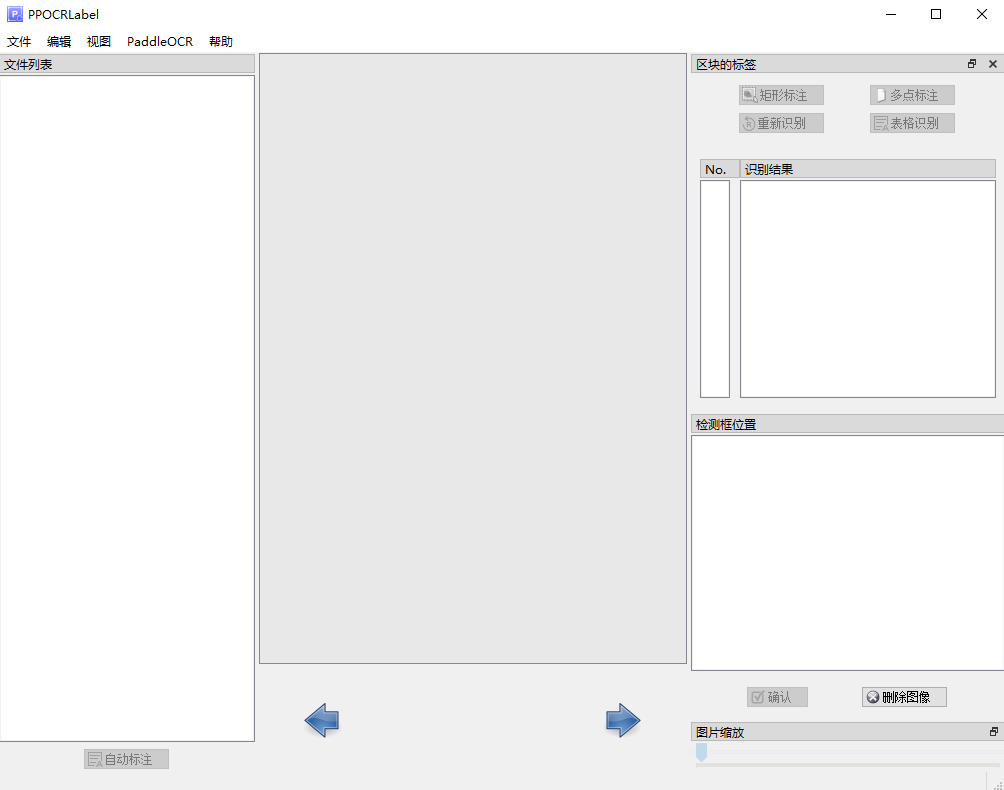 PPOCRLabel
文件 编辑 视图 PaddleOCR 帮助
文件列表
自动标注
区块的标签
矩形标注 多点标注
重新识别 表格识别
No. 识别结果
检测框位置
确认 删除图像
图片缩放